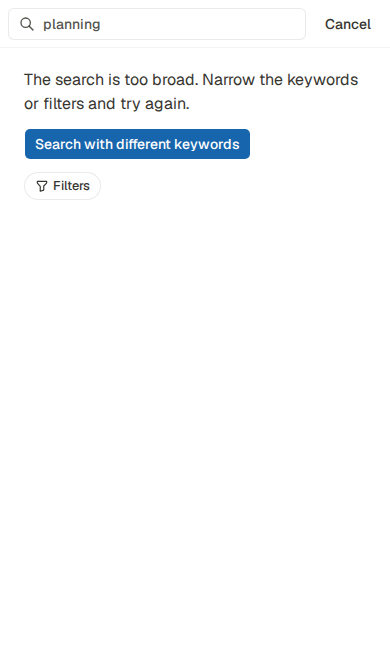 planning
Cancel
The search is too broad. Narrow the keywords
or filters and try again.
Search with different keywords
Filters